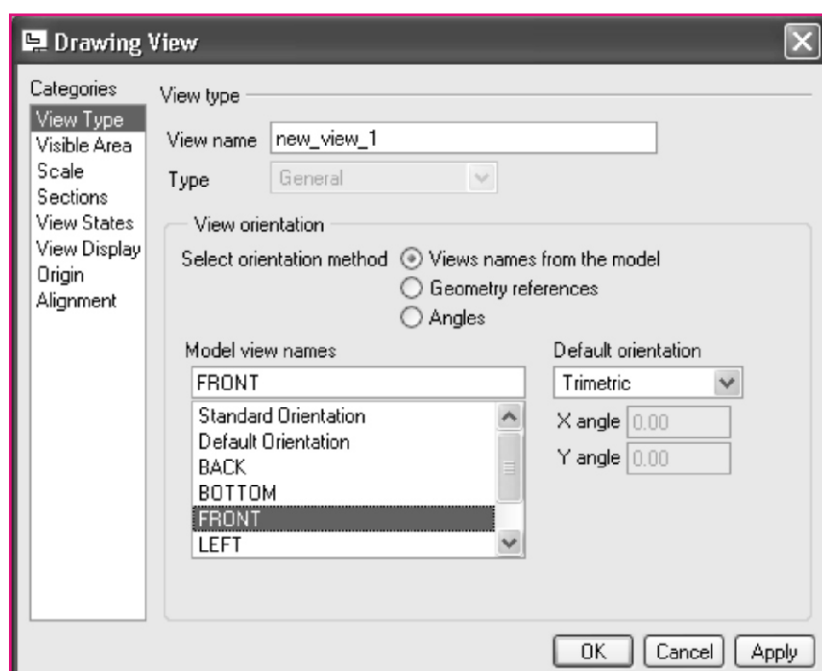 Drawing View
Categories
View Type
Visible Area
Scale
Sections
View States
View Display
Origin
Alignment
View type
View name new_view_1
Type General
View orientation
Select orientation method Views names from the model
Geometry references
Angles
Model view names
FRONT
Standard Orientation
Default Orientation
BACK
BOTTOM
FRONT
LEFT
Default orientation
Trimetric
X angle 0.00
Y angle 0.00
OK Cancel Apply